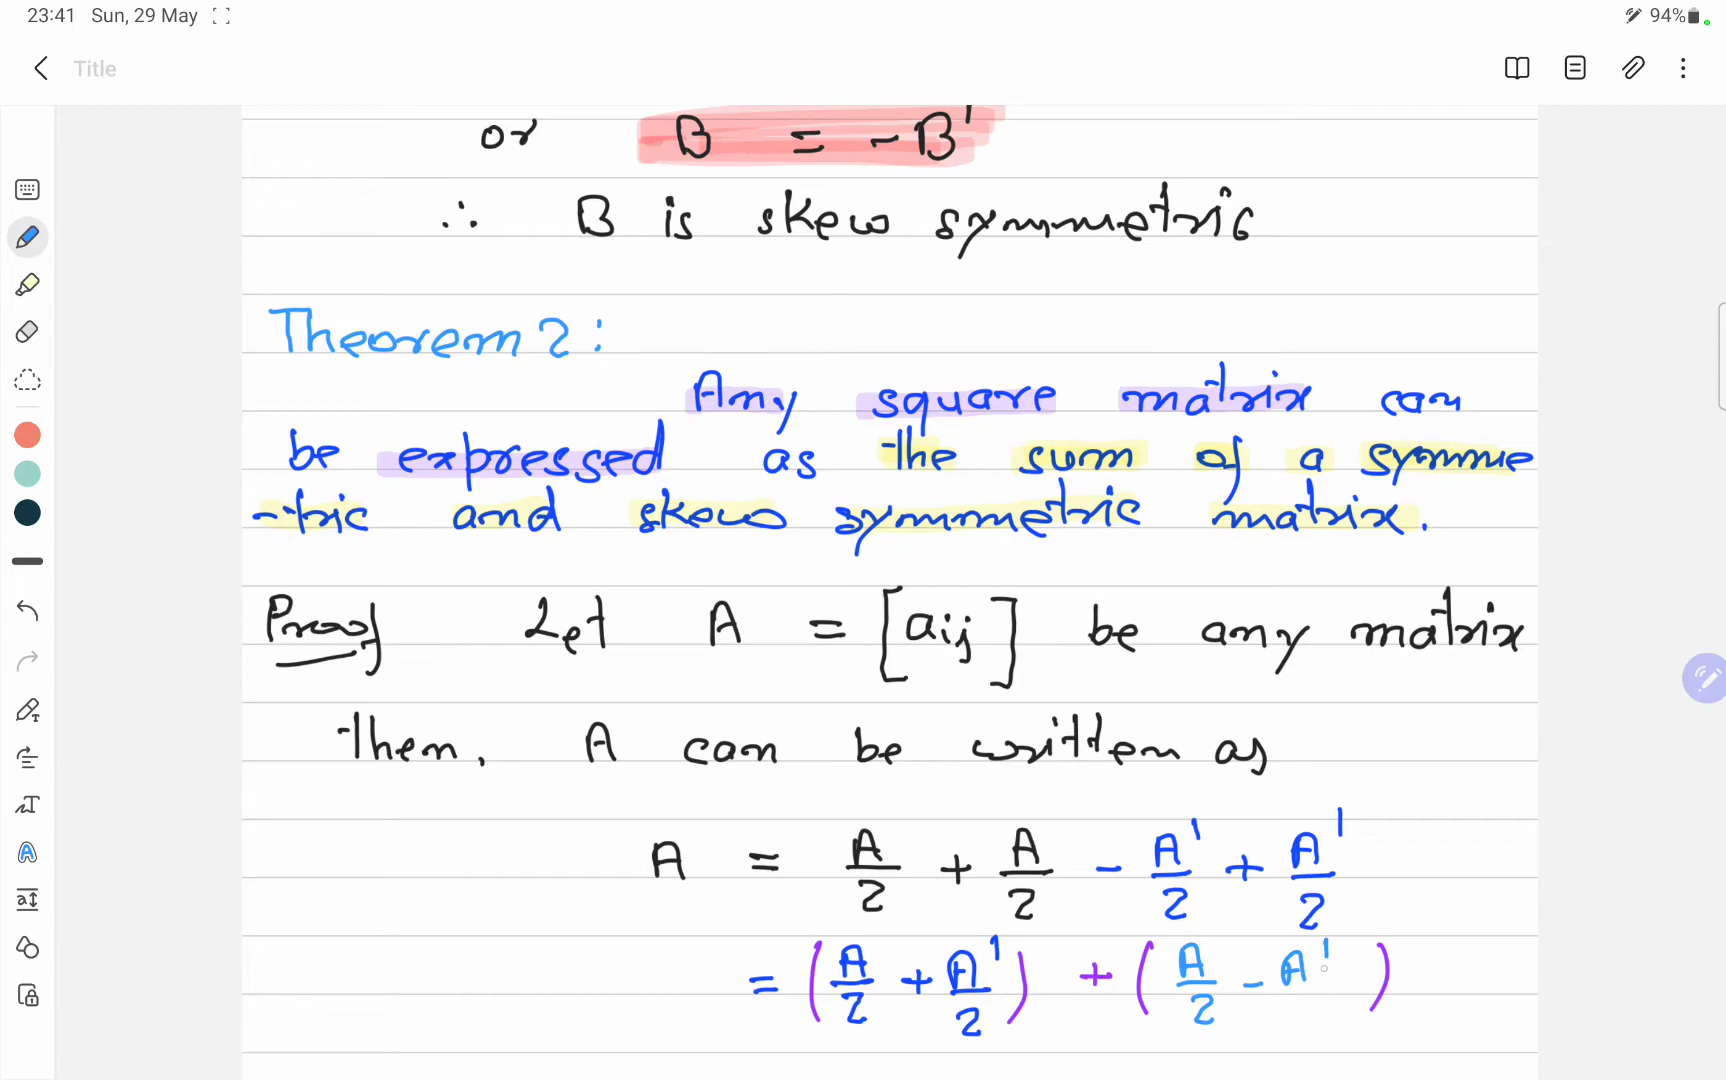 23:41 Sun, 29 May 94%
Title
or B = -B'
∴ B is skew symmetric
Theorem 2:
Any square matrix can
be expressed as the sum of a symme
-tric and skew symmetric matrix.
Proof Let A = [aij] be any matrix
Then, A can be written as
A = A/2 + A/2 - A'/2 + A'/2
= (A/2 + A'/2) + (A/2 - A' )